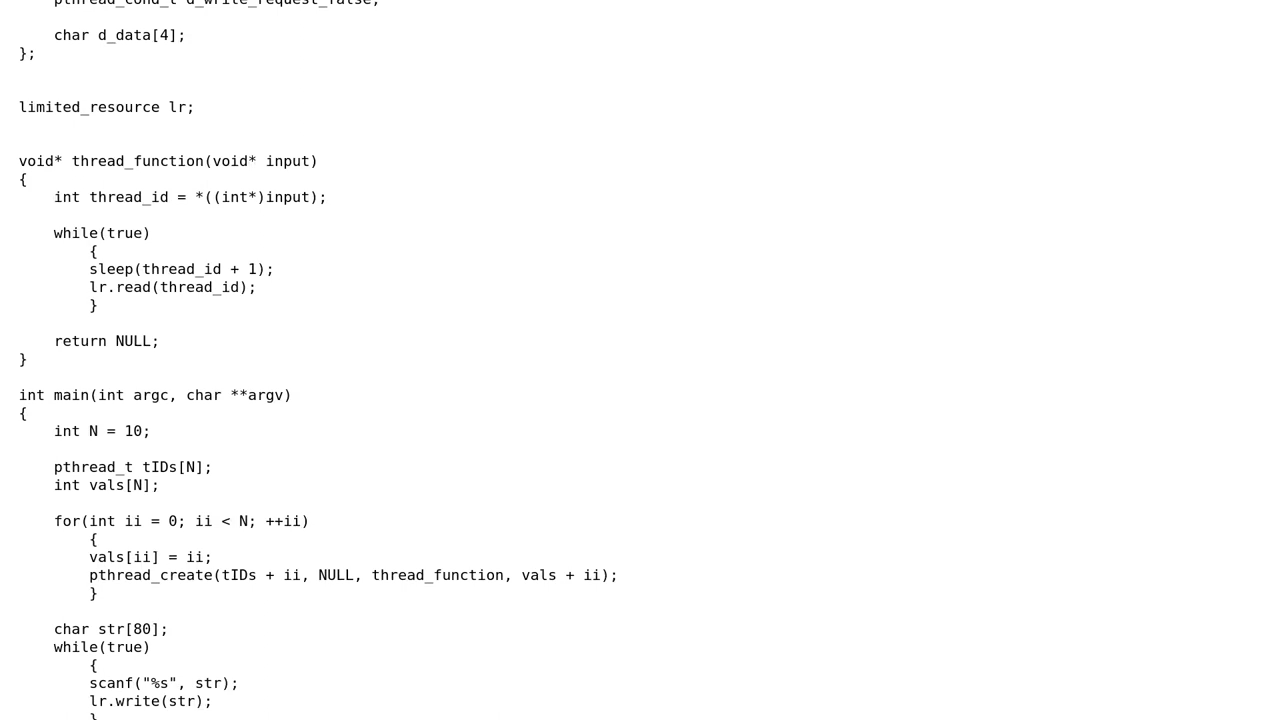 pthread_cond_t d_write_request_false;
char d_data[4];
};
limited_resource lr;
void* thread_function(void* input)
{
int thread_id = *((int*)input);
while(true)
{
sleep(thread_id + 1);
lr.read(thread_id);
}
return NULL;
}
int main(int argc, char **argv)
{
int N = 10;
pthread_t tIDs[N];
int vals[N];
for(int ii = 0; ii < N; ++ii)
{
vals[ii] = ii;
pthread_create(tIDs + ii, NULL, thread_function, vals + ii);
}
char str[80];
while(true)
{
scanf("%s", str);
lr.write(str);
}